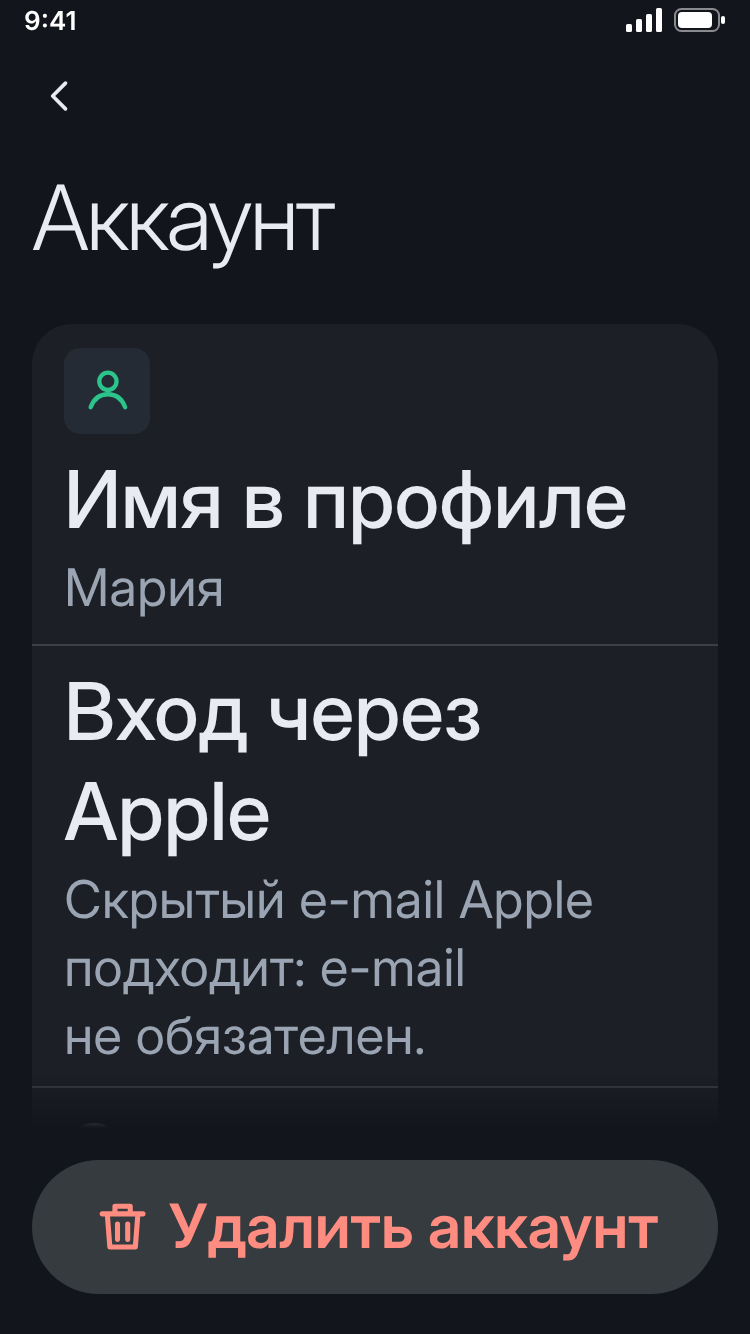 9:41
Аккаунт
Имя в профиле
Мария
Вход через
Apple
Скрытый e-mail Apple
подходит: e-mail
не обязателен.
Удалить аккаунт